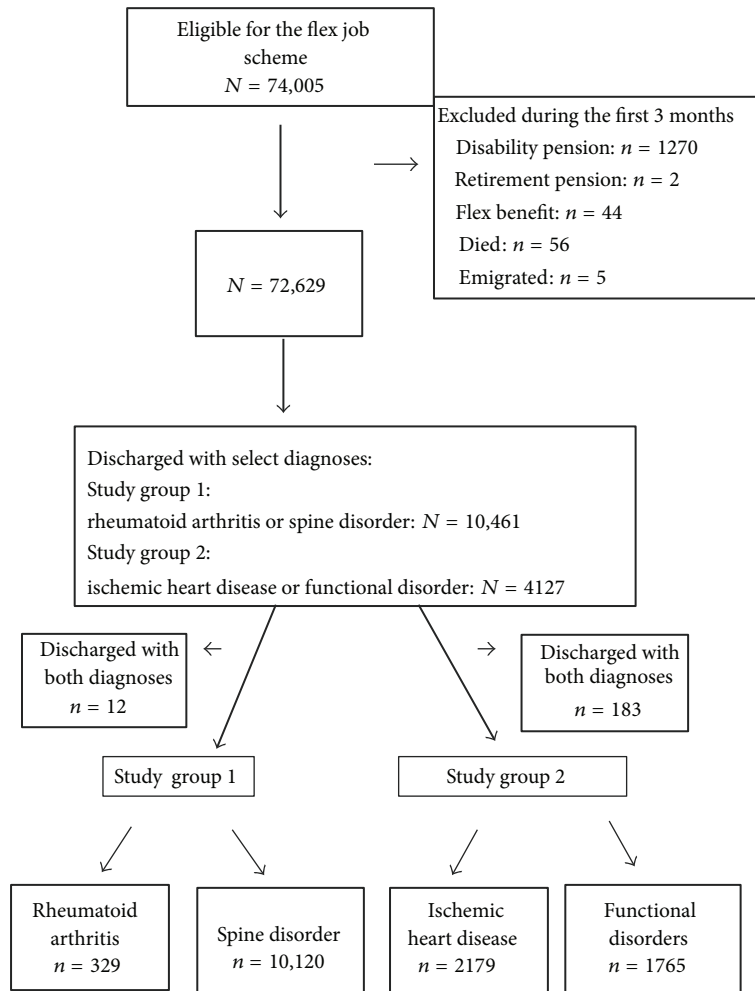 Eligible for the flex job
scheme
N = 74,005
Excluded during the first 3 months
Disability pension: n = 1270
Retirement pension: n = 2
Flex benefit: n = 44
Died: n = 56
Emigrated: n = 5
N = 72,629
Discharged with select diagnoses:
Study group 1:
rheumatoid arthritis or spine disorder: N = 10,461
Study group 2:
ischemic heart disease or functional disorder: N = 4127
Discharged with
both diagnoses
n = 12
Discharged with
both diagnoses
n = 183
Study group 1
Study group 2
Rheumatoid
arthritis
n = 329
Spine disorder
n = 10,120
Ischemic
heart disease
n = 2179
Functional
disorders
n = 1765